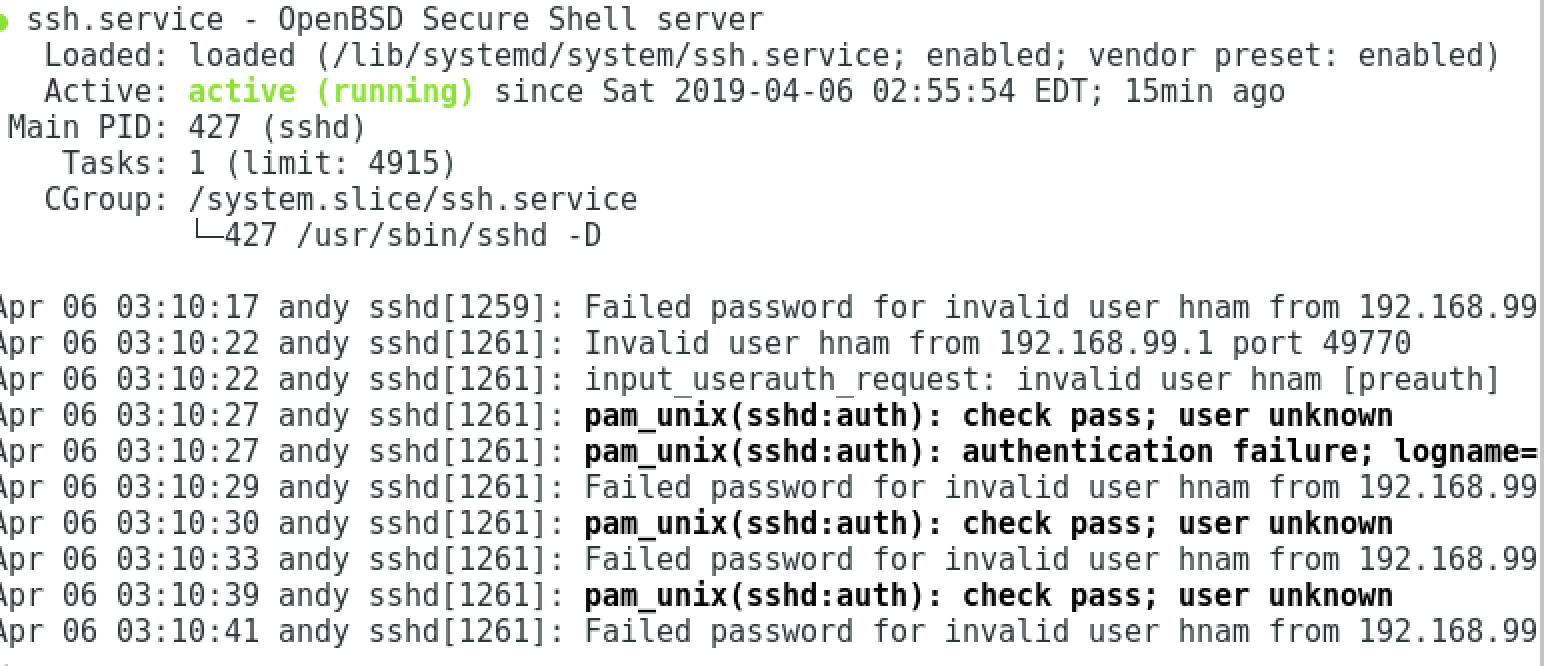 ● ssh.service - OpenBSD Secure Shell server
Loaded: loaded (/lib/systemd/system/ssh.service; enabled; vendor preset: enabled)
Active: active (running) since Sat 2019-04-06 02:55:54 EDT; 15min ago
Main PID: 427 (sshd)
Tasks: 1 (limit: 4915)
CGroup: /system.slice/ssh.service
└─427 /usr/sbin/sshd -D
Apr 06 03:10:17 andy sshd[1259]: Failed password for invalid user hnam from 192.168.99
Apr 06 03:10:22 andy sshd[1261]: Invalid user hnam from 192.168.99.1 port 49770
Apr 06 03:10:22 andy sshd[1261]: input_userauth_request: invalid user hnam [preauth]
Apr 06 03:10:27 andy sshd[1261]: pam_unix(sshd:auth): check pass; user unknown
Apr 06 03:10:27 andy sshd[1261]: pam_unix(sshd:auth): authentication failure; logname=
Apr 06 03:10:29 andy sshd[1261]: Failed password for invalid user hnam from 192.168.99
Apr 06 03:10:30 andy sshd[1261]: pam_unix(sshd:auth): check pass; user unknown
Apr 06 03:10:33 andy sshd[1261]: Failed password for invalid user hnam from 192.168.99
Apr 06 03:10:39 andy sshd[1261]: pam_unix(sshd:auth): check pass; user unknown
Apr 06 03:10:41 andy sshd[1261]: Failed password for invalid user hnam from 192.168.99